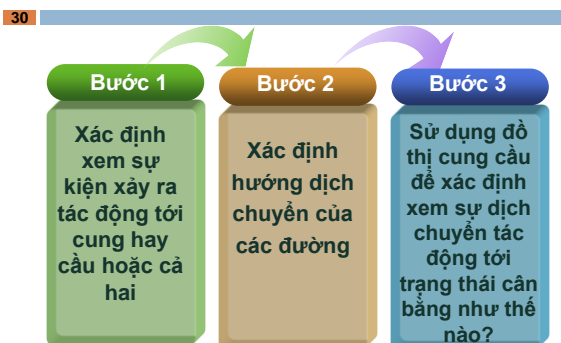 30
Bước 1
Xác định
xem sự
kiện xảy ra
tác động tới
cung hay
cầu hoặc cả
hai
Bước 2
Xác định
hướng dịch
chuyển của
các đường
Bước 3
Sử dụng đồ
thị cung cầu
để xác định
xem sự dịch
chuyển tác
động tới
trạng thái cân
bằng như thế
nào?